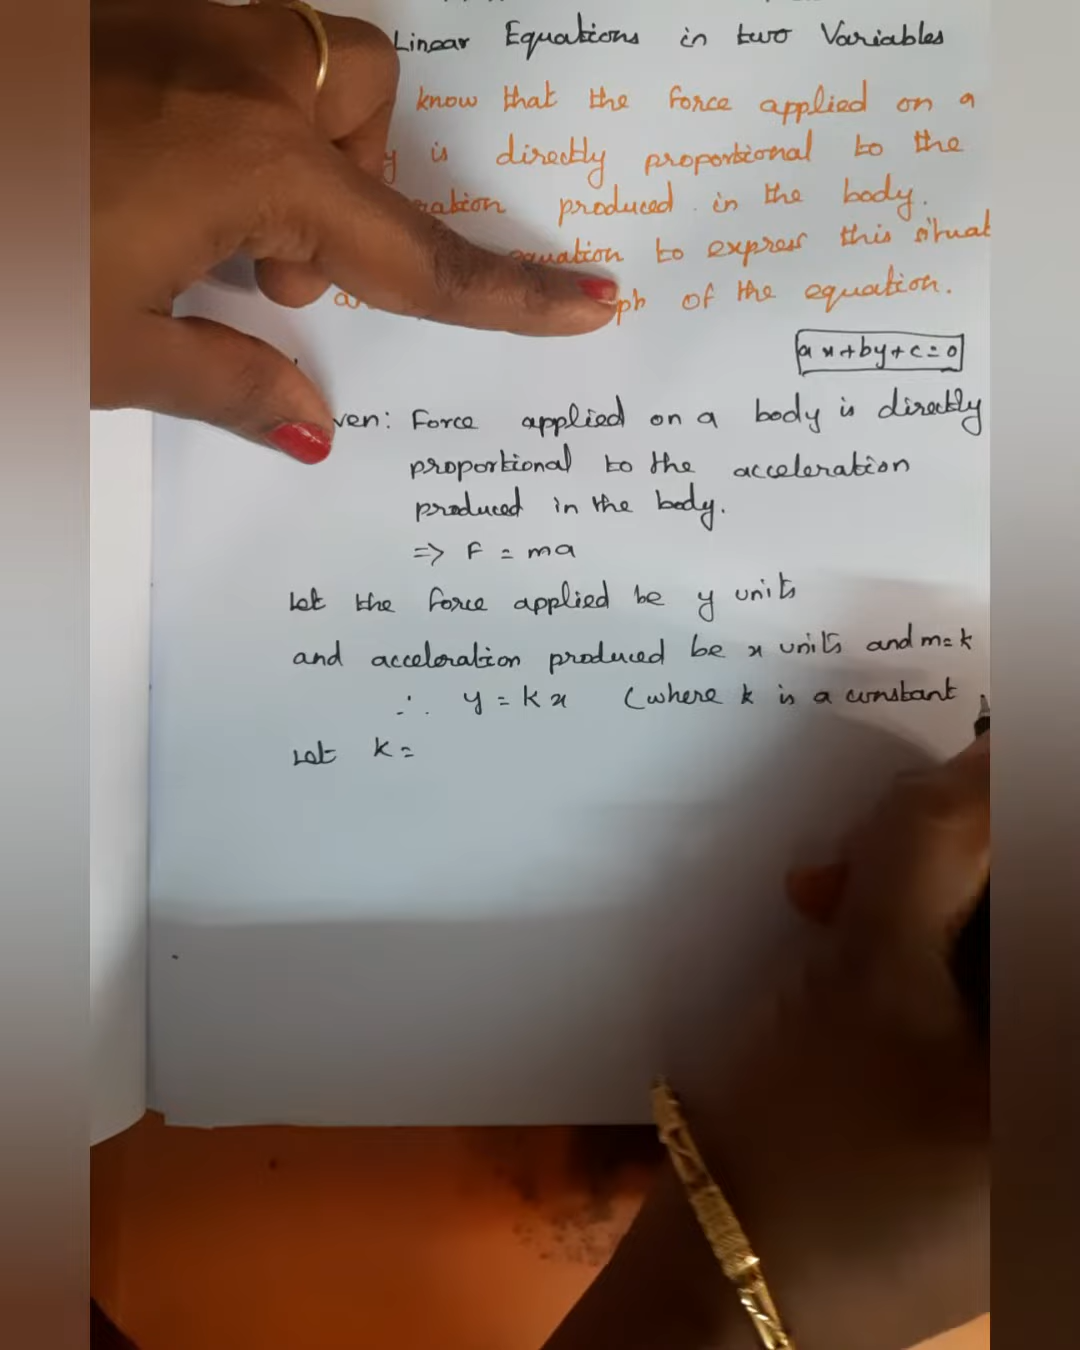 Linear Equations in two Variables
know that the force applied on a
is directly proportional to the
produced in the body.
equation to express this situat
of the equation.
ax+by+c=0
ven: Force applied on a body is directly
proportional to the acceleration
produced in the body.
=> F = ma
Let the force applied be y units
and acceleration produced be x units and m=k
∴ y = kx (where k is a constant
Let k=